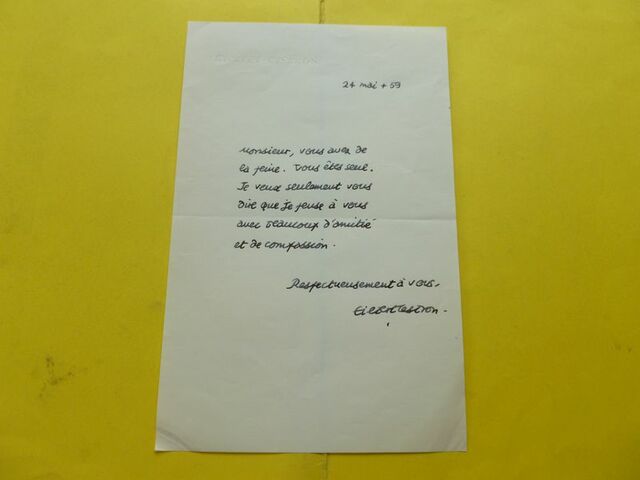 24 mai + 59
Monsieur, vous avez de
la peine. Vous êtes seul.
Je veux seulement vous
dire que je pense à vous
avec beaucoup d'amitié
et de compassion.
Respectueusement à vous.